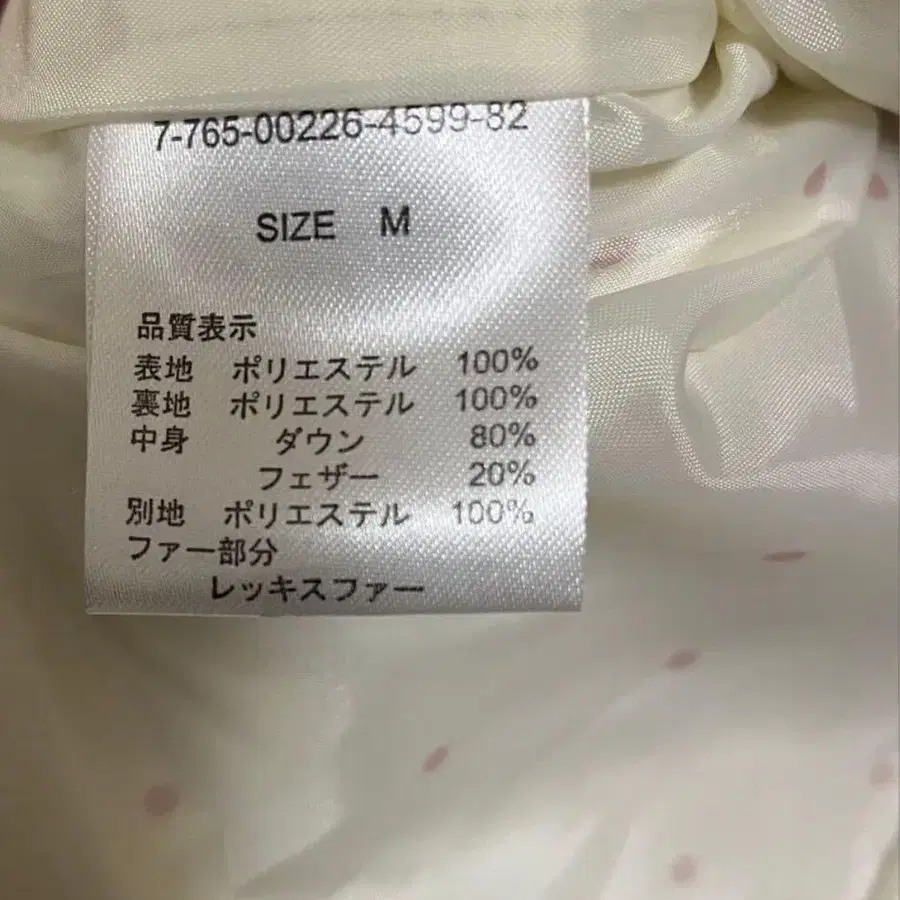 7-765-00226-4599-82
SIZE M
品質表示
表地 ポリエステル 100%
裏地 ポリエステル 100%
中身 ダウン 80%
フェザー 20%
別地 ポリエステル 100%
ファー部分
レッキスファー